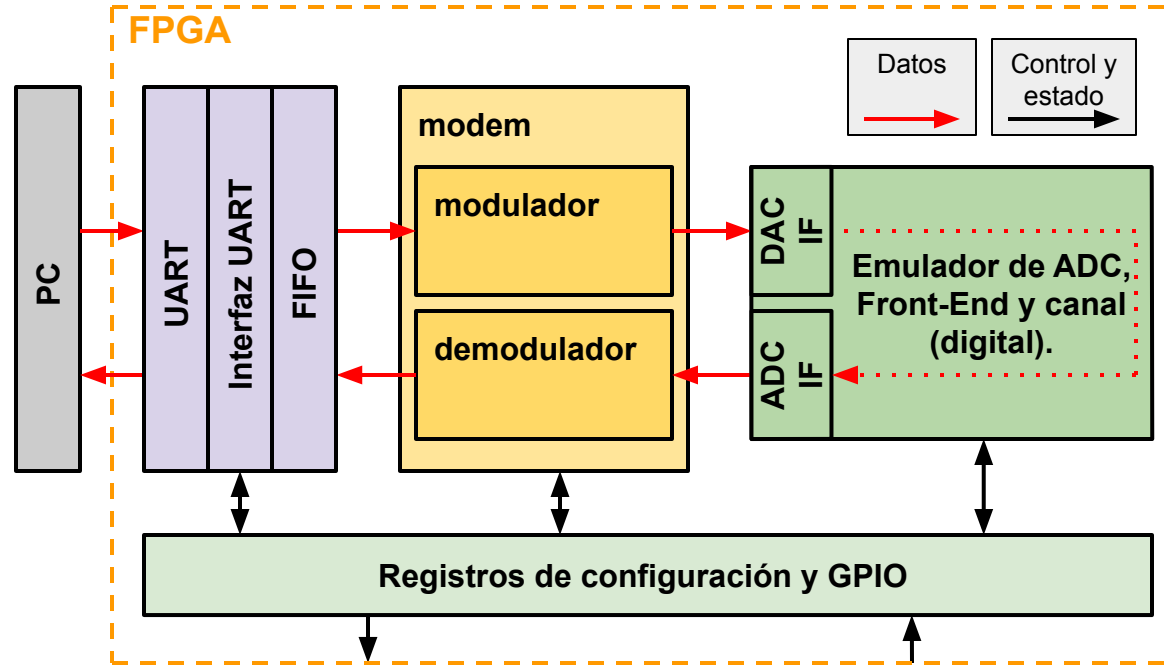 FPGA
Datos
Control y
estado
PC
UART
Interfaz UART
FIFO
modem
modulador
demodulador
DAC
IF
ADC
IF
Emulador de ADC,
Front-End y canal
(digital).
Registros de configuración y GPIO